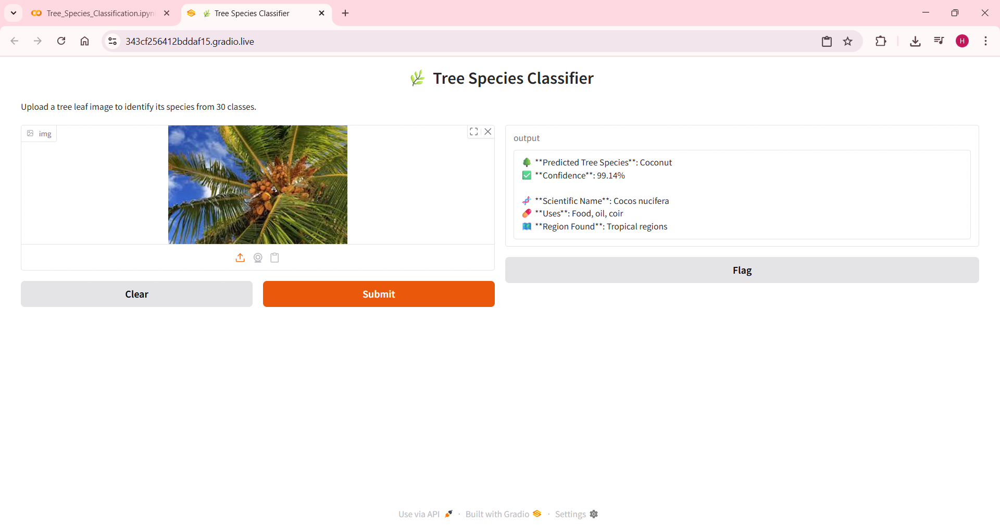 Tree_Species_Classification.ipyn
Tree Species Classifier
343cf256412bddaf15.gradio.live
H
Tree Species Classifier
Upload a tree leaf image to identify its species from 30 classes.
img
output
**Predicted Tree Species**: Coconut
**Confidence**: 99.14%
**Scientific Name**: Cocos nucifera
**Uses**: Food, oil, coir
**Region Found**: Tropical regions
Flag
Clear
Submit
Use via API · Built with Gradio · Settings